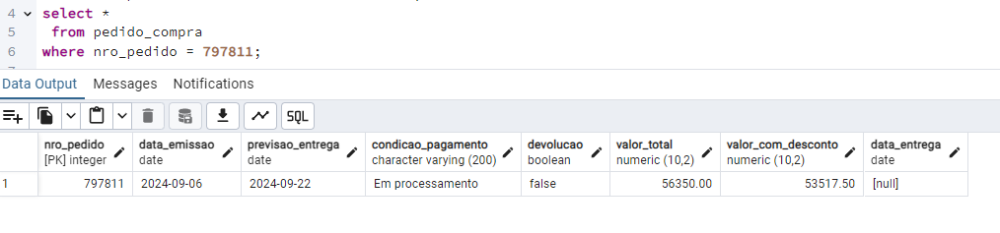 4 select *
5 from pedido_compra
6 where nro_pedido = 797811;
Data Output Messages Notifications
SQL
nro_pedido data_emissao previsao_entrega condicao_pagamento devolucao valor_total valor_com_desconto data_entrega
[PK] integer date date character varying (200) boolean numeric (10,2) numeric (10,2) date
1 797811 2024-09-06 2024-09-22 Em processamento false 56350.00 53517.50 [null]